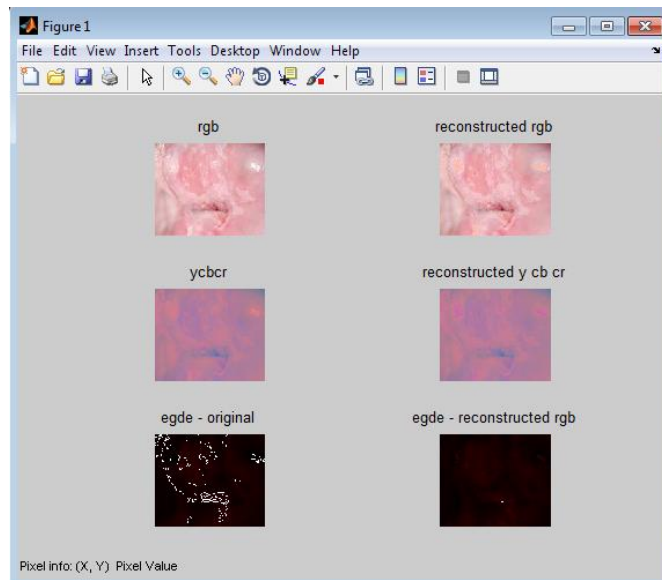 Figure 1
File Edit View Insert Tools Desktop Window Help
rgb
reconstructed rgb
ycbcr
reconstructed y cb cr
egde - original
egde - reconstructed rgb
Pixel info: (X, Y) Pixel Value